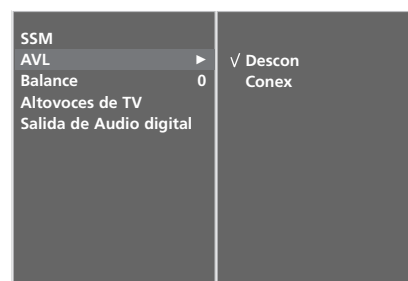 SSM
AVL ►
Balance 0
Altovoces de TV
Salida de Audio digital
√ Descon
Conex